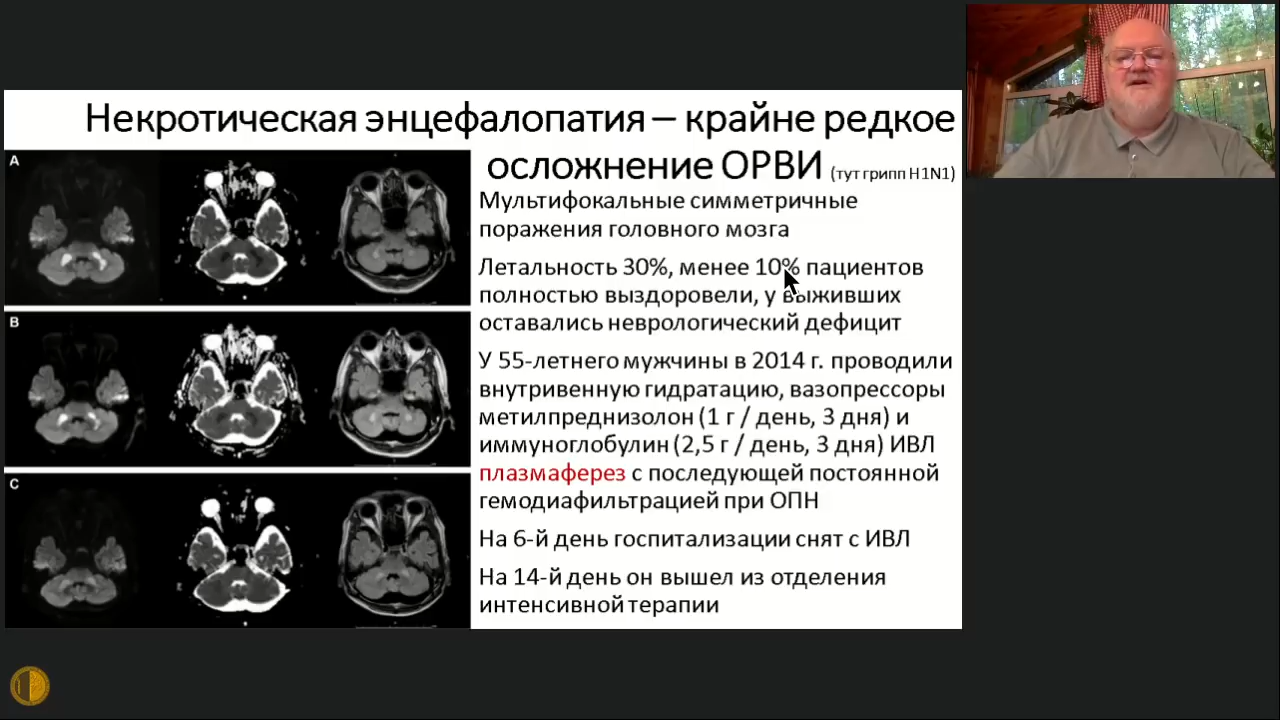 Некротическая энцефалопатия – крайне редкое
осложнение ОРВИ (тут грипп H1N1)
A
B
C
Мультифокальные симметричные
поражения головного мозга
Летальность 30%, менее 10% пациентов
полностью выздоровели, у выживших
оставались неврологический дефицит
У 55-летнего мужчины в 2014 г. проводили
внутривенную гидратацию, вазопрессоры
метилпреднизолон (1 г / день, 3 дня) и
иммуноглобулин (2,5 г / день, 3 дня) ИВЛ
плазмаферез с последующей постоянной
гемодиафильтрацией при ОПН
На 6-й день госпитализации снят с ИВЛ
На 14-й день он вышел из отделения
интенсивной терапии